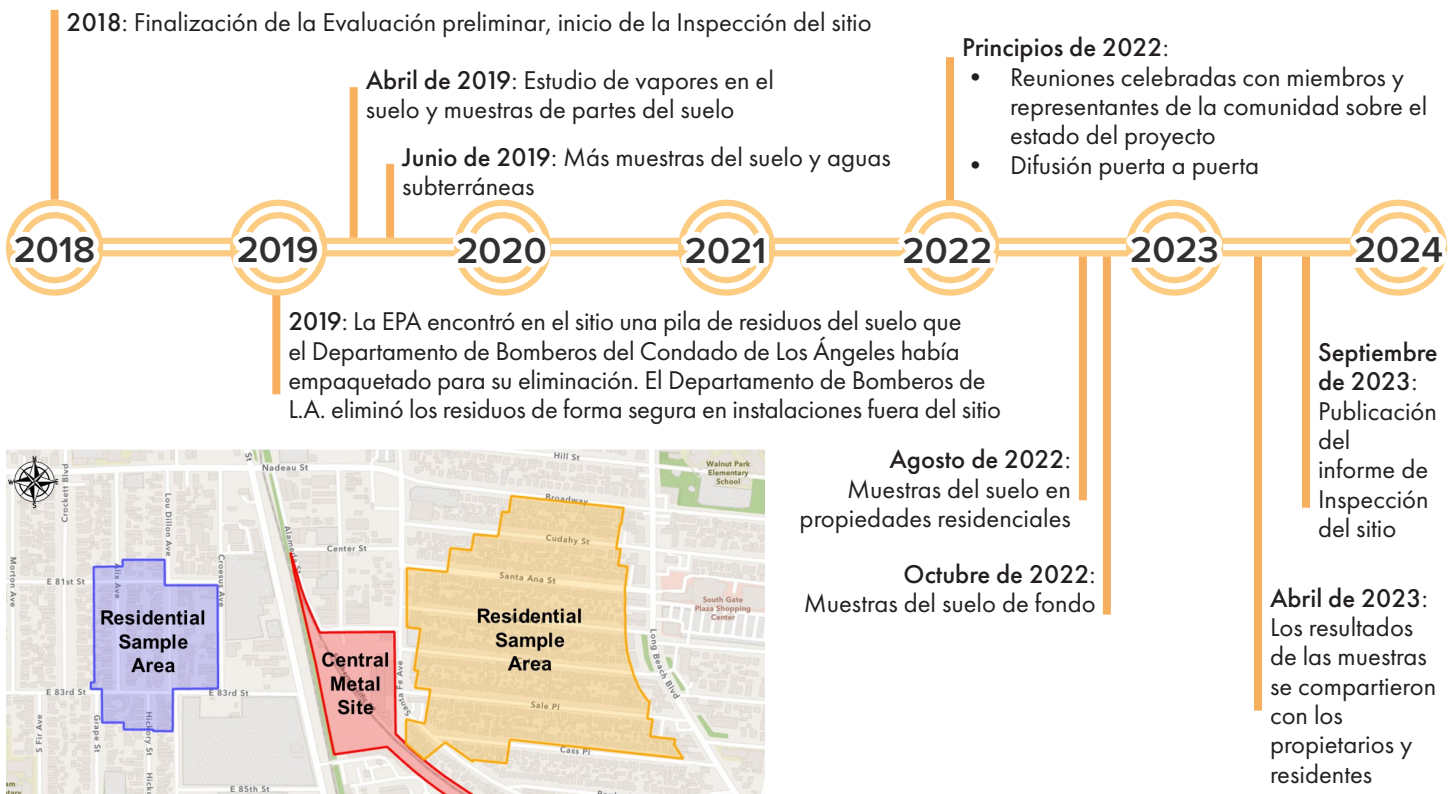 2018: Finalización de la Evaluación preliminar, inicio de la Inspección del sitio
Abril de 2019: Estudio de vapores en el
suelo y muestras de partes del suelo
Junio de 2019: Más muestras del suelo y aguas
subterráneas
Principios de 2022:
• Reuniones celebradas con miembros y
representantes de la comunidad sobre el
estado del proyecto
• Difusión puerta a puerta
2018
2019
2020
2021
2022
2023
2024
2019: La EPA encontró en el sitio una pila de residuos del suelo que
el Departamento de Bomberos del Condado de Los Ángeles había
empaquetado para su eliminación. El Departamento de Bomberos de
L.A. eliminó los residuos de forma segura en instalaciones fuera del sitio
Agosto de 2022:
Muestras del suelo en
propiedades residenciales
Octubre de 2022:
Muestras del suelo de fondo
Abril de 2023:
Los resultados
de las muestras
se compartieron
con los
propietarios y
residentes
Septiembre
de 2023:
Publicación
del
informe de
Inspección
del sitio
N
W
E
S
Crockett Blvd
St
Nadeau St
Hill St
Walnut Park
Elementary
School
Broadway
Lou Dillon Ave
Alameda St
Center St
Cudahy St
Morton Ave
E 81st St
Alix Ave
Croesus Ave
Santa Ana St
South Gate
Plaza Shopping
Center
Residential
Sample
Area
Residential
Sample
Area
Central
Metal
Site
Santa Fe Ave
Long Beach Blvd
E 83rd St
E 83rd St
Sale Pl
S Fir Ave
Grape St
Hickory St
Cass Pl
E 85th St